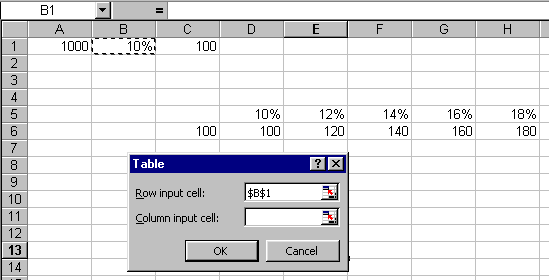 B1 =
A B C D E F G H
1 1000 10% 100
2
3
4
5 10% 12% 14% 16% 18%
6 100 100 120 140 160 180
7
8
9
10
11
12
13
14
Table ? ×
Row input cell: $B$1
Column input cell:
OK Cancel